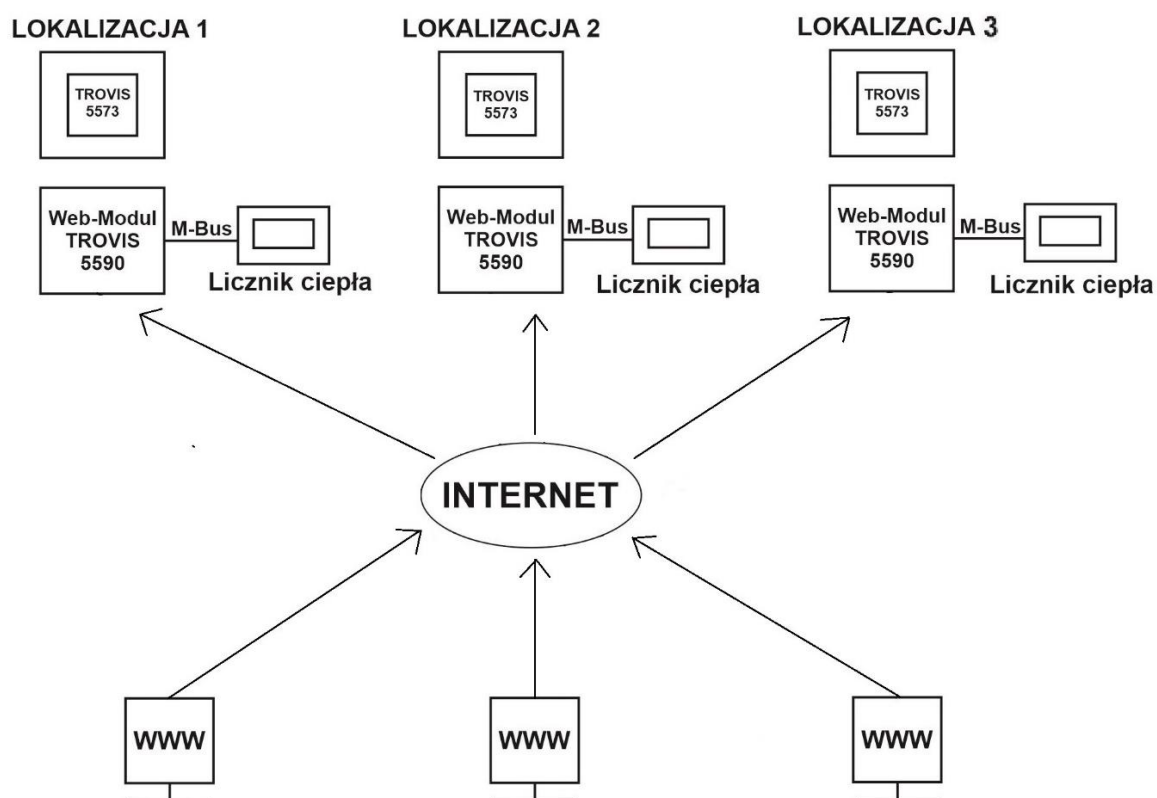 LOKALIZACJA 1
LOKALIZACJA 2
LOKALIZACJA 3
TROVIS
5573
TROVIS
5573
TROVIS
5573
Web-Modul
TROVIS
5590
M-Bus
Licznik ciepła
Web-Modul
TROVIS
5590
M-Bus
Licznik ciepła
Web-Modul
TROVIS
5590
M-Bus
Licznik ciepła
INTERNET
WWW
WWW
WWW